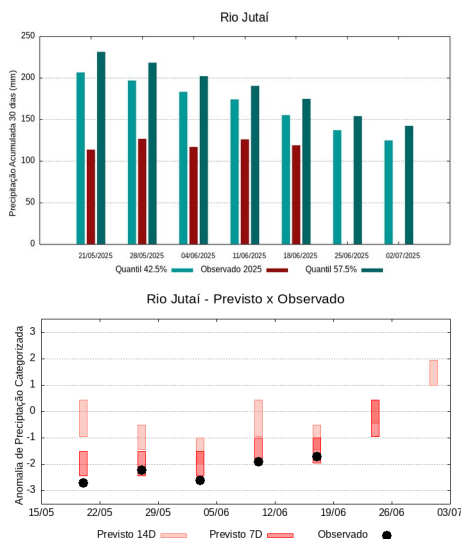 Rio Jutaí
Precipitação Acumulada 30 dias (mm)
250
200
150
100
50
0
21/05/2025 28/05/2025 04/06/2025 11/06/2025 18/06/2025 25/06/2025 02/07/2025
Quantil 42.5% Observado 2025 Quantil 57.5%
Rio Jutaí - Previsto x Observado
Anomalia de Precipitação Categorizada
3
2
1
0
-1
-2
-3
15/05 22/05 29/05 05/06 12/06 19/06 26/06 03/07
Previsto 14D Previsto 7D Observado